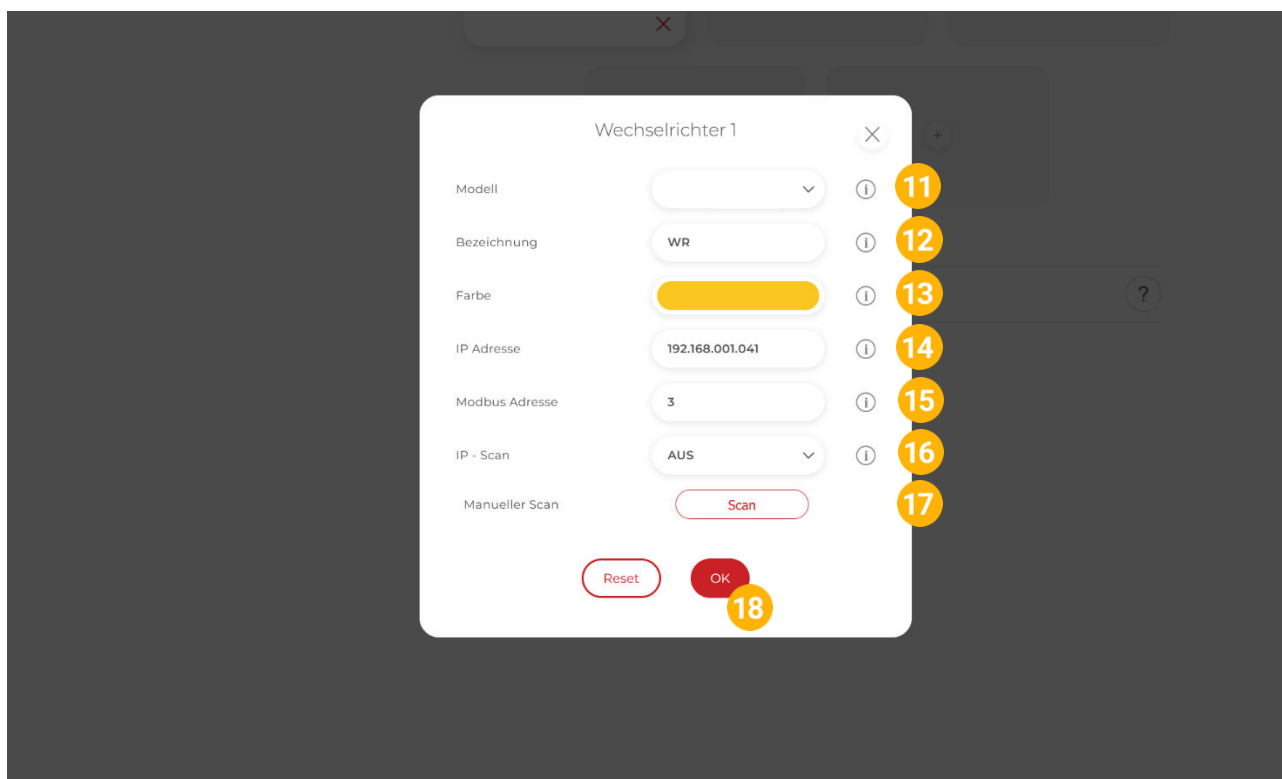 Wechselrichter 1
Modell 11
Bezeichnung WR 12
Farbe 13
IP Adresse 192.168.001.041 14
Modbus Adresse 3 15
IP - Scan AUS 16
Manueller Scan Scan 17
Reset OK
18
+
?